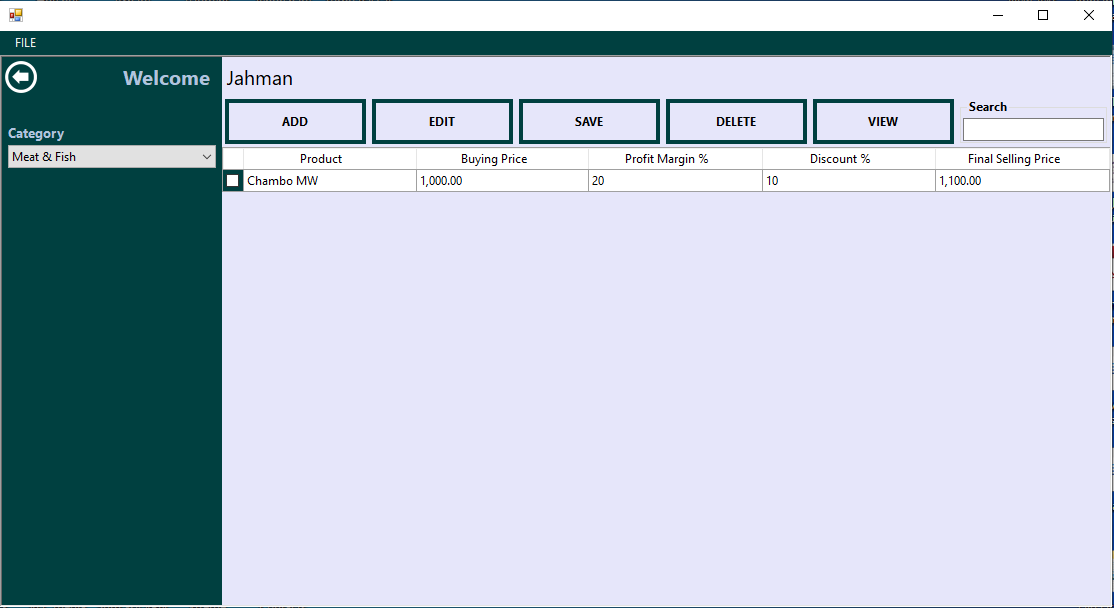 FILE
Welcome Jahman
Category
Meat & Fish
ADD EDIT SAVE DELETE VIEW Search
Product Buying Price Profit Margin % Discount % Final Selling Price
Chambo MW 1,000.00 20 10 1,100.00